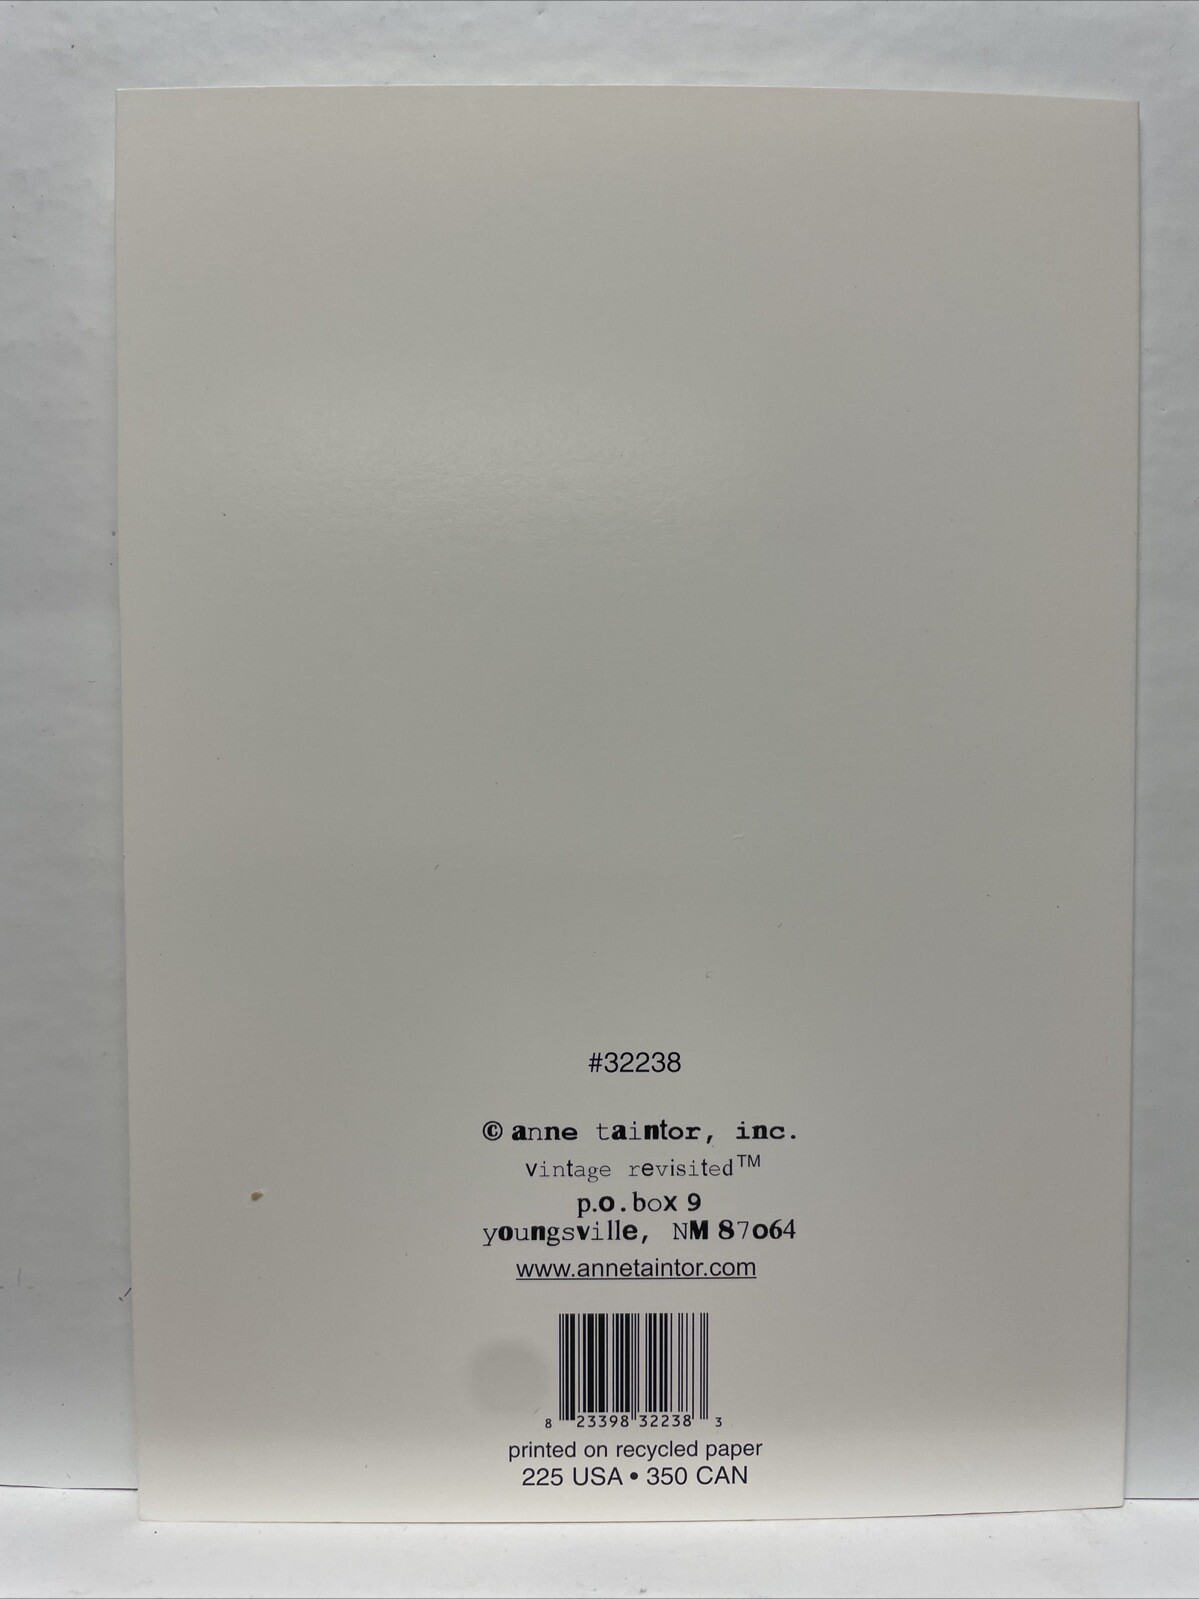 #32238
© anne taintor, inc.
vintage revisited™
p.o. box 9
youngsville, NM 87064
www.annetaintor.com
8 23398 32238 3
printed on recycled paper
225 USA • 350 CAN